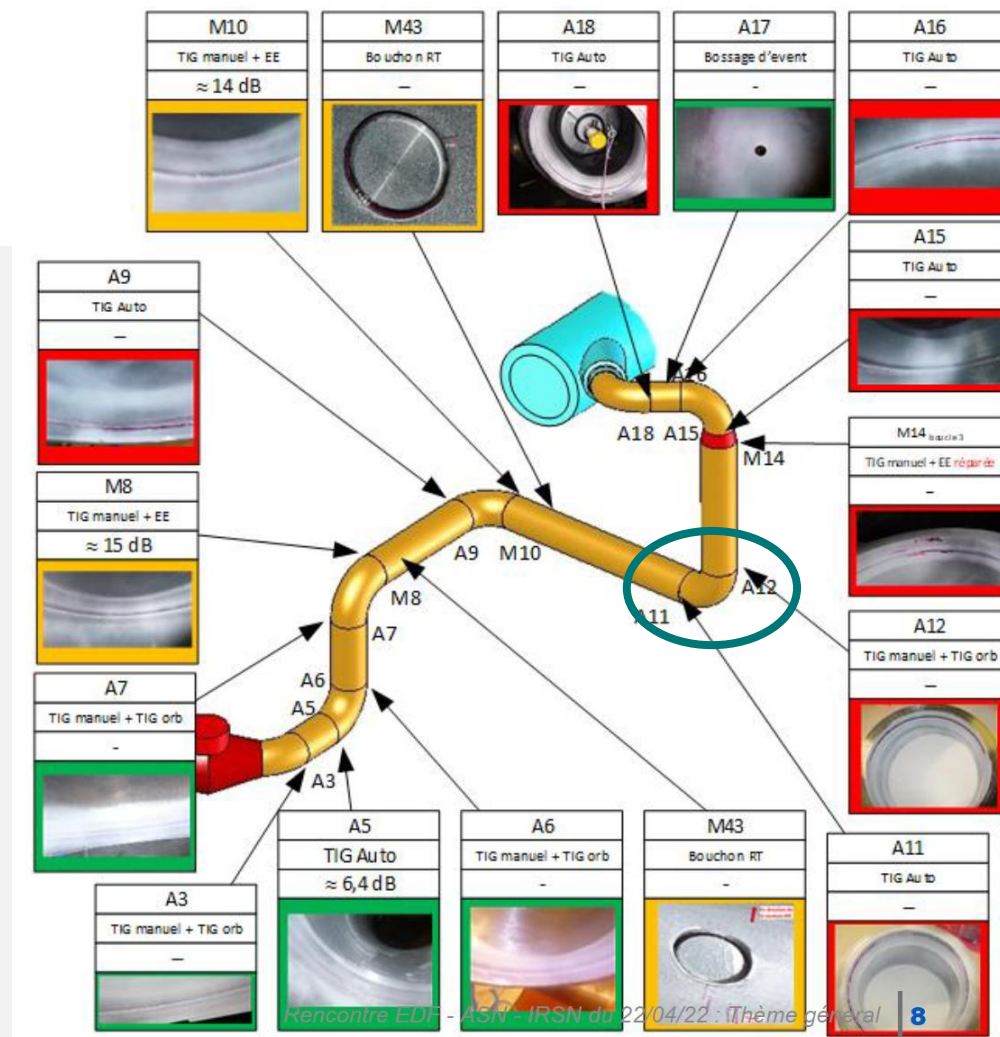 M10
TIG manuel + EE
≈ 14 dB
M43
Bouchon RT
–
A18
TIG Auto
–
A17
Bossage d'event
-
A16
TIG Auto
–
A15
TIG Auto
–
A9
TIG Auto
–
M8
TIG manuel + EE
≈ 15 dB
A7
TIG manuel + TIG orb
-
M14 boucle 3
TIG manuel + EE réparée
–
A12
TIG manuel + TIG orb
–
A16
A18
A15
M14
A9
M10
M8
A12
A11
A7
A6
A5
A3
A3
TIG manuel + TIG orb
–
A5
TIG Auto
≈ 6,4 dB
A6
TIG manuel + TIG orb
-
M43
Bouchon RT
-
A11
TIG Auto
–
Rencontre EDF - ASN - IRSN du 22/04/22 : Thème général
8